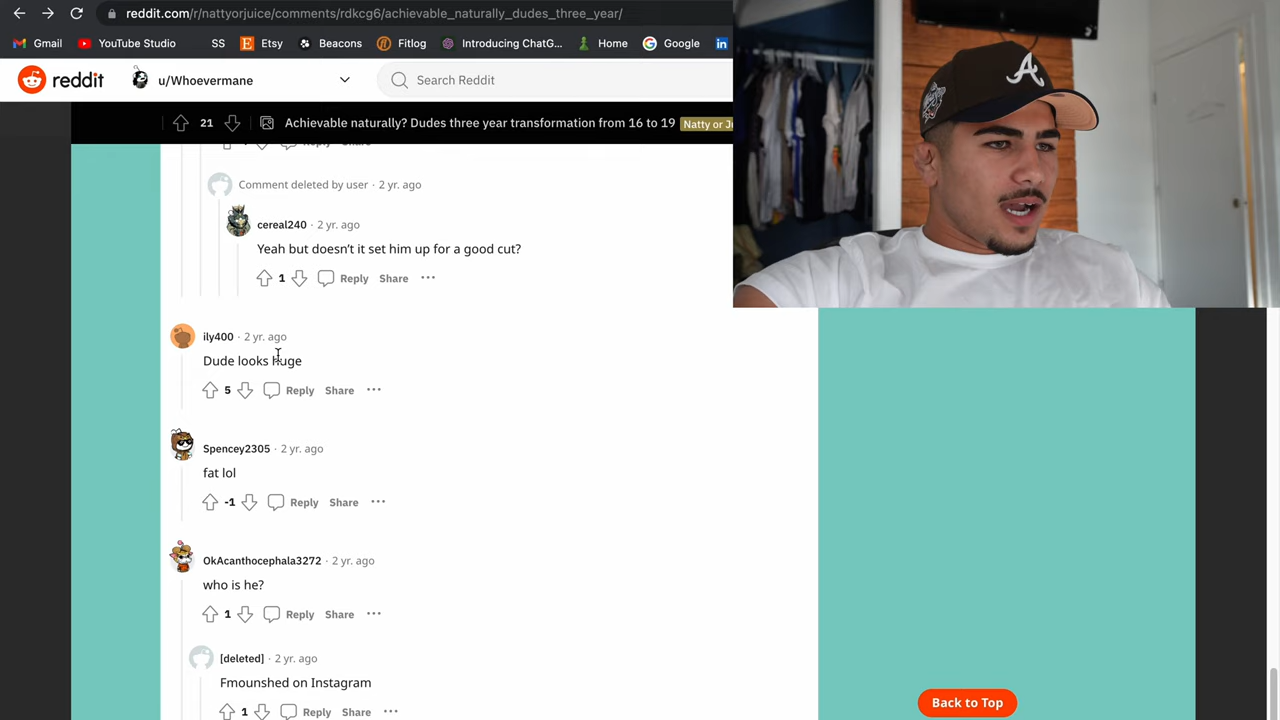 reddit.com/r/nattyorjuice/comments/rdkcg6/achievable_naturally_dudes_three_year/
Gmail YouTube Studio SS Etsy Beacons Fitlog Introducing ChatG... Home Google
reddit u/Whoevermane Search Reddit
21 Achievable naturally? Dudes three year transformation from 16 to 19 Natty or J
Reply Share
Comment deleted by user · 2 yr. ago
cereal240 · 2 yr. ago
Yeah but doesn’t it set him up for a good cut?
1 Reply Share ···
ily400 · 2 yr. ago
Dude looks huge
5 Reply Share ···
Spencey2305 · 2 yr. ago
fat lol
-1 Reply Share ···
OkAcanthocephala3272 · 2 yr. ago
who is he?
1 Reply Share ···
[deleted] · 2 yr. ago
Fmounshed on Instagram
1 Reply Share ···
Back to Top